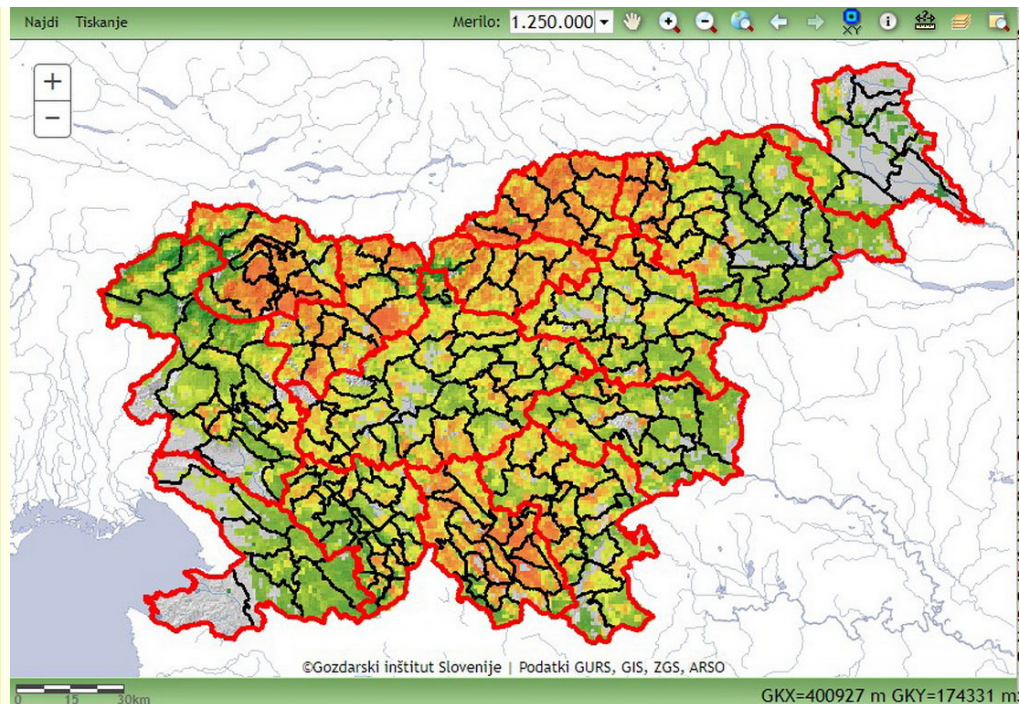 Najdi Tiskanje Merilo: 1.250.000 XY
+
−
©Gozdarski inštitut Slovenije | Podatki GURS, GIS, ZGS, ARSO
0 15 30km GKX=400927 m GKY=174331 m